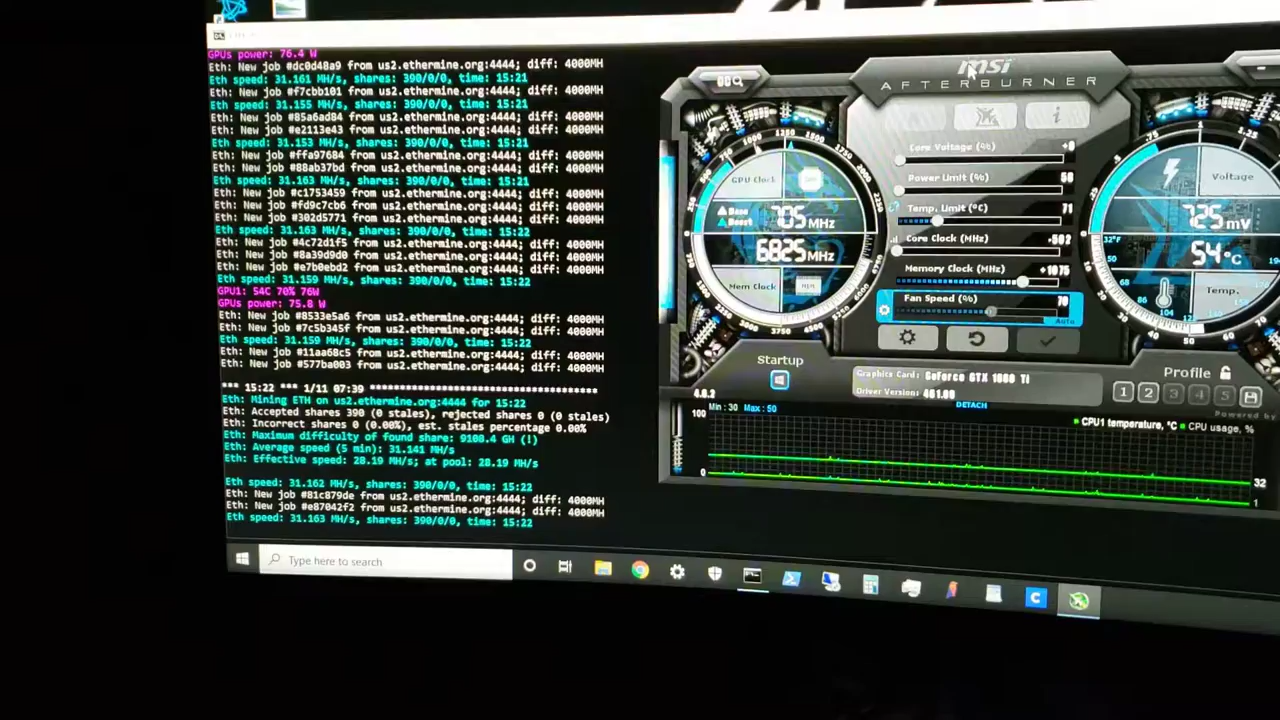 GPUs power: 76.4 W
Eth: New job #dc0d48a9 from us2.ethermine.org:4444; diff: 4000MH
Eth speed: 31.161 MH/s, shares: 390/0/0, time: 15:21
Eth: New job #f7cbb101 from us2.ethermine.org:4444; diff: 4000MH
Eth speed: 31.155 MH/s, shares: 390/0/0, time: 15:21
Eth: New job #85a6ad84 from us2.ethermine.org:4444; diff: 4000MH
Eth: New job #e2113e43 from us2.ethermine.org:4444; diff: 4000MH
Eth speed: 31.153 MH/s, shares: 390/0/0, time: 15:21
Eth: New job #ffa97684 from us2.ethermine.org:4444; diff: 4000MH
Eth: New job #88ab37bd from us2.ethermine.org:4444; diff: 4000MH
Eth speed: 31.163 MH/s, shares: 390/0/0, time: 15:21
Eth: New job #c1753459 from us2.ethermine.org:4444; diff: 4000MH
Eth: New job #fd9c7cb6 from us2.ethermine.org:4444; diff: 4000MH
Eth: New job #302d5771 from us2.ethermine.org:4444; diff: 4000MH
Eth speed: 31.163 MH/s, shares: 390/0/0, time: 15:22
Eth: New job #4c72d1f5 from us2.ethermine.org:4444; diff: 4000MH
Eth: New job #8a39d9d0 from us2.ethermine.org:4444; diff: 4000MH
Eth: New job #e7b0ebd2 from us2.ethermine.org:4444; diff: 4000MH
Eth speed: 31.159 MH/s, shares: 390/0/0, time: 15:22
GPU1: 54C 70% 76W
GPUs power: 75.8 W
Eth: New job #8533e5a6 from us2.ethermine.org:4444; diff: 4000MH
Eth: New job #7c5b345f from us2.ethermine.org:4444; diff: 4000MH
Eth speed: 31.159 MH/s, shares: 390/0/0, time: 15:22
Eth: New job #11aa68c5 from us2.ethermine.org:4444; diff: 4000MH
Eth: New job #577ba003 from us2.ethermine.org:4444; diff: 4000MH
*** 15:22 *** 1/11 07:39 **************************************
Eth: Mining ETH on us2.ethermine.org:4444 for 15:22
Eth: Accepted shares 390 (0 stales), rejected shares 0 (0 stales)
Eth: Incorrect shares 0 (0.00%), est. stales percentage 0.00%
Eth: Maximum difficulty of found share: 9108.4 GH (!)
Eth: Average speed (5 min): 31.141 MH/s
Eth: Effective speed: 28.19 MH/s; at pool: 28.19 MH/s
Eth speed: 31.162 MH/s, shares: 390/0/0, time: 15:22
Eth: New job #81c879de from us2.ethermine.org:4444; diff: 4000MH
Eth: New job #e87042f2 from us2.ethermine.org:4444; diff: 4000MH
Eth speed: 31.163 MH/s, shares: 390/0/0, time: 15:22
msi
AFTERBURNER
GPU Clock
Base
Boost
705 MHz
6825 MHz
Mem Clock
MEM
Core Voltage (%) +0
Power Limit (%) 50
Temp. Limit (°C) 71
Core Clock (MHz) -502
Memory Clock (MHz)
Fan Speed (%) 70
Auto
Voltage
725 mV
54 °C
Temp.
Startup
4.6.2
Graphics Card:
Driver Version:
DETACH
Profile
1 2 3 4 5
Powered by
100
Min : 30 Max : 50
CPU1 temperature, °C CPU usage, %
32
0
1
Type here to search